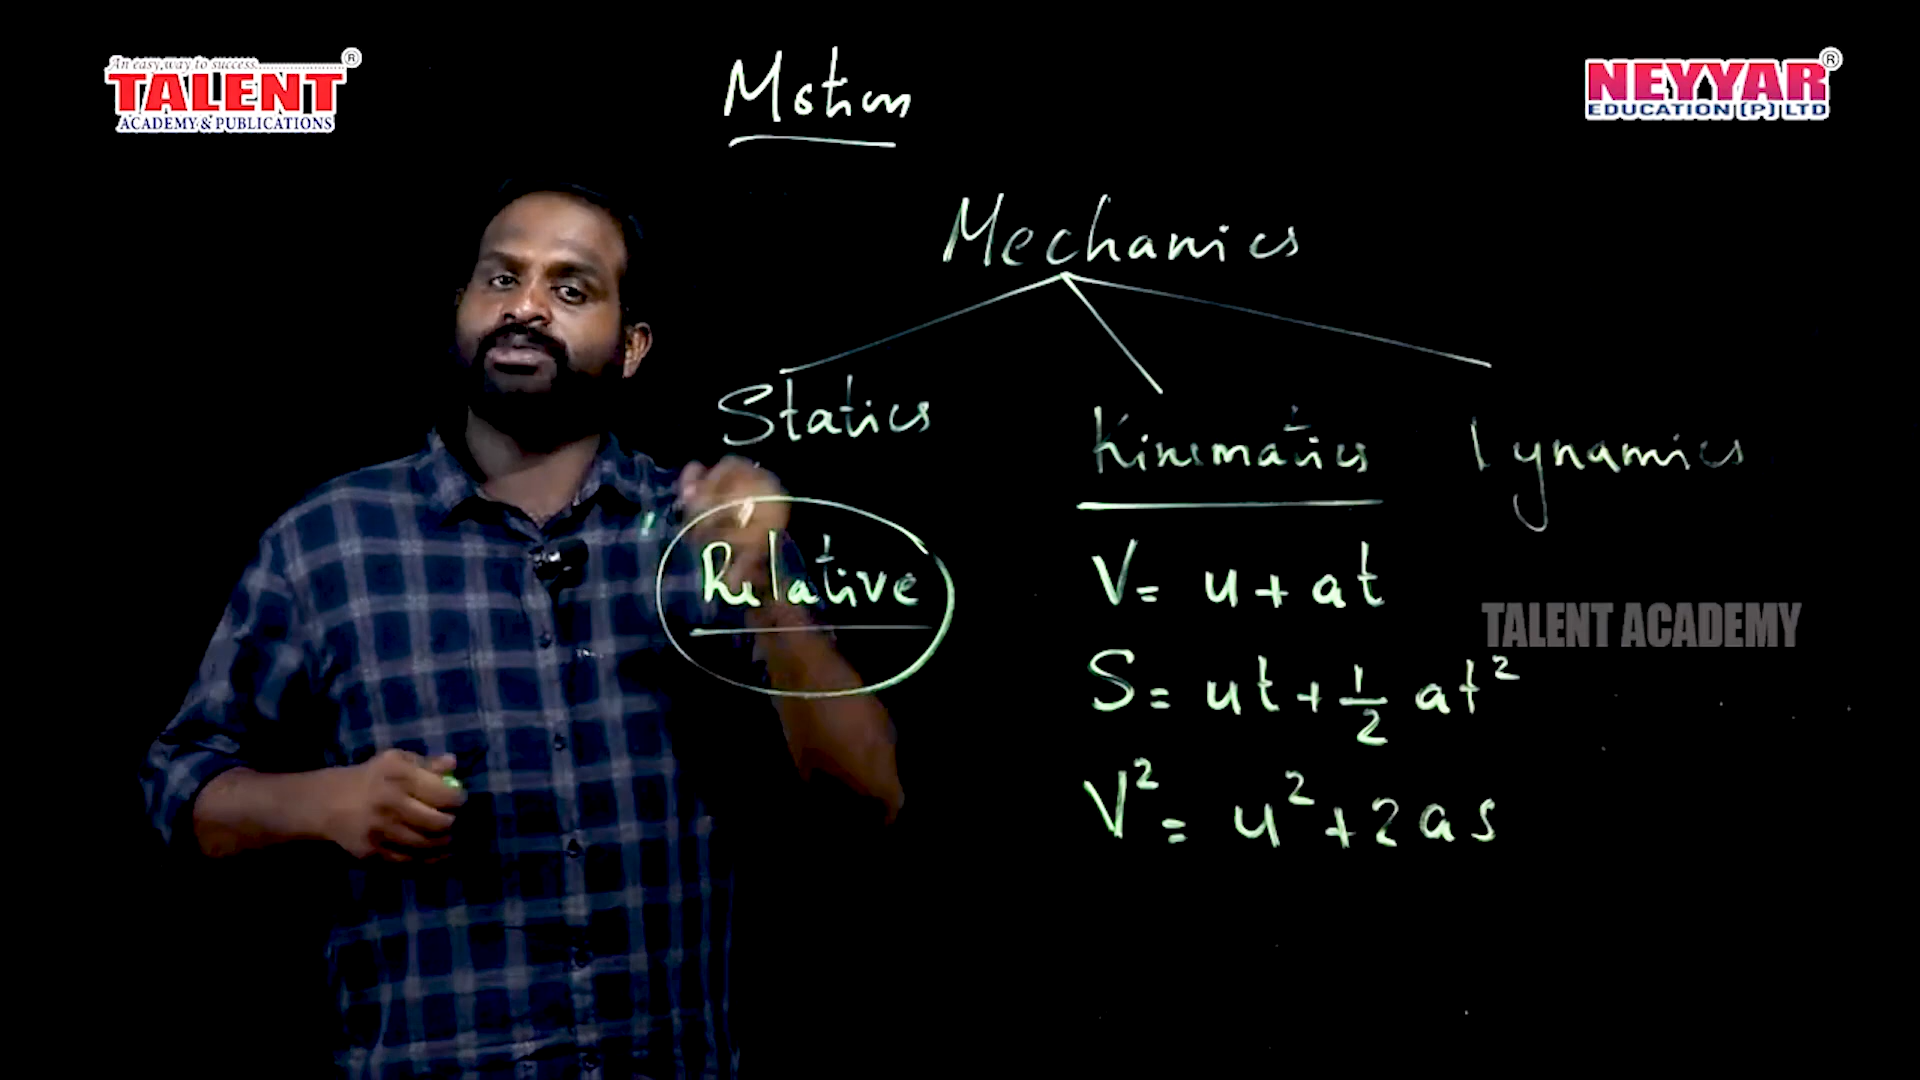 An easy way to success....................
TALENT®
ACADEMY & PUBLICATIONS
NEYYAR®
EDUCATION (P) LTD
Motion
Mechanics
Statics Kinematics Dynamics
Relative
V = u + at
S = ut + 1/2 at²
V² = u² + 2as
TALENT ACADEMY